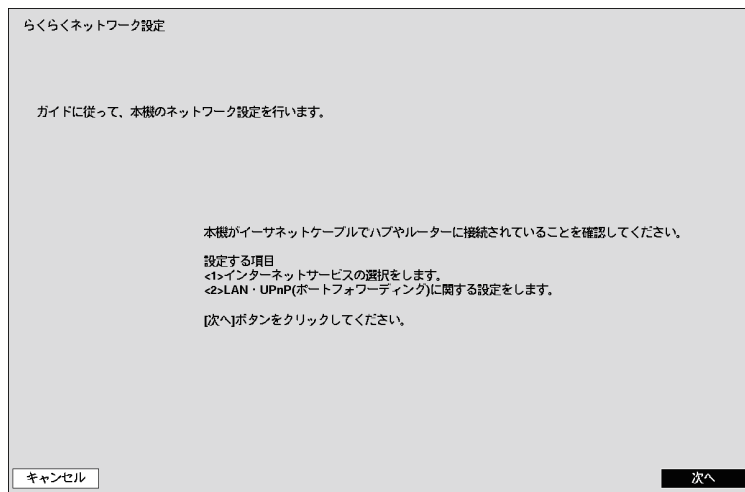 らくらくネットワーク設定
ガイドに従って、本機のネットワーク設定を行います。
本機がイーサネットケーブルでハブやルーターに接続されていることを確認してください。
設定する項目
<1>インターネットサービスの選択をします。
<2>LAN・UPnP(ポートフォワーディング)に関する設定をします。
[次へ]ボタンをクリックしてください。
キャンセル
次へ